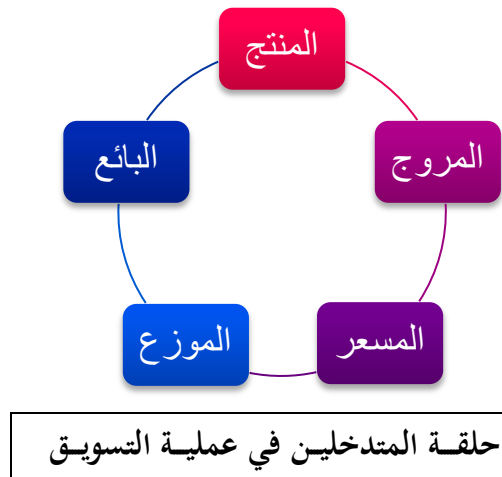 المنتج
المروج
المسعر
الموزع
البائع
حلقة المتدخلين في عملية التسويق